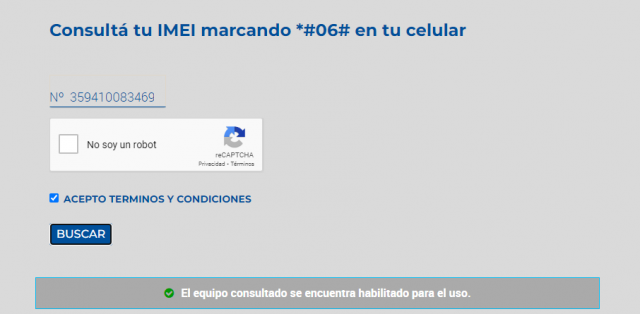 Consultá tu IMEI marcando *#06# en tu celular
Nº 359410083469
No soy un robot
reCAPTCHA
Privacidad - Términos
ACEPTO TERMINOS Y CONDICIONES
BUSCAR
El equipo consultado se encuentra habilitado para el uso.